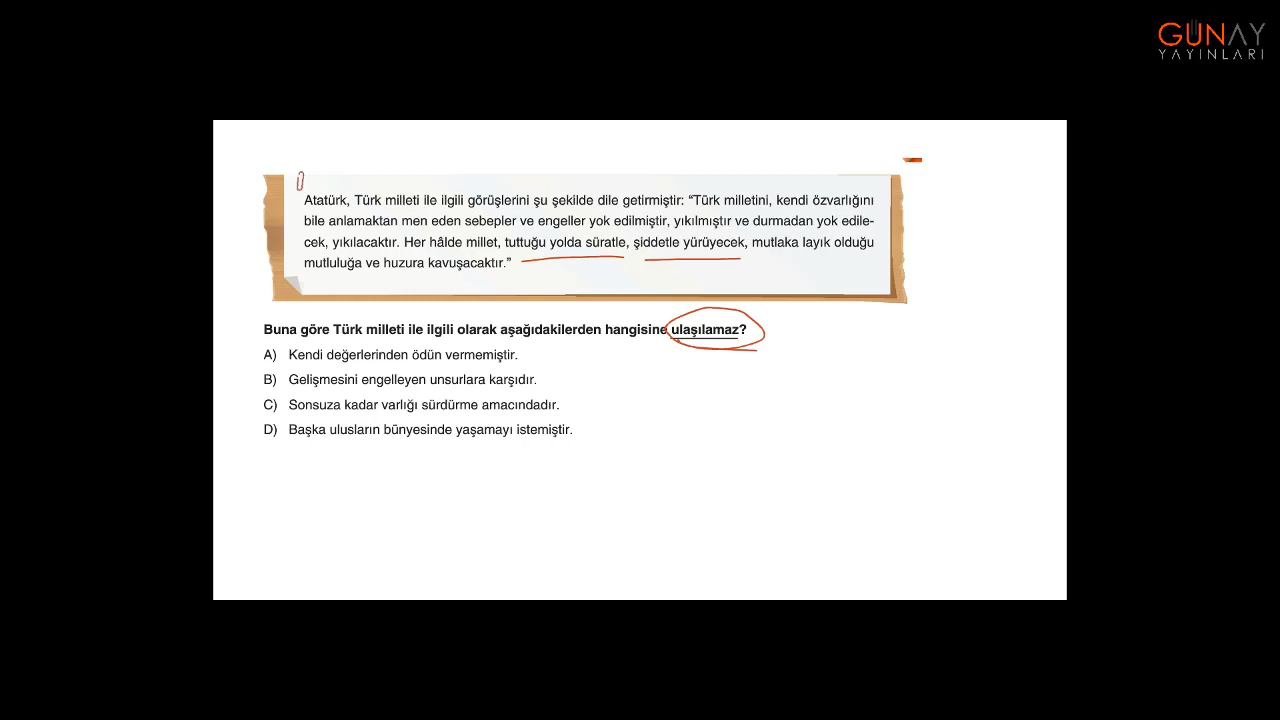 GÜNAY
YAYINLARI
Atatürk, Türk milleti ile ilgili görüşlerini şu şekilde dile getirmiştir: “Türk milletini, kendi özvarlığını
bile anlamaktan men eden sebepler ve engeller yok edilmiştir, yıkılmıştır ve durmadan yok edile-
cek, yıkılacaktır. Her hâlde millet, tuttuğu yolda süratle, şiddetle yürüyecek, mutlaka layık olduğu
mutluluğa ve huzura kavuşacaktır.”
Buna göre Türk milleti ile ilgili olarak aşağıdakilerden hangisine ulaşılamaz?
A) Kendi değerlerinden ödün vermemiştir.
B) Gelişmesini engelleyen unsurlara karşıdır.
C) Sonsuza kadar varlığı sürdürme amacındadır.
D) Başka ulusların bünyesinde yaşamayı istemiştir.